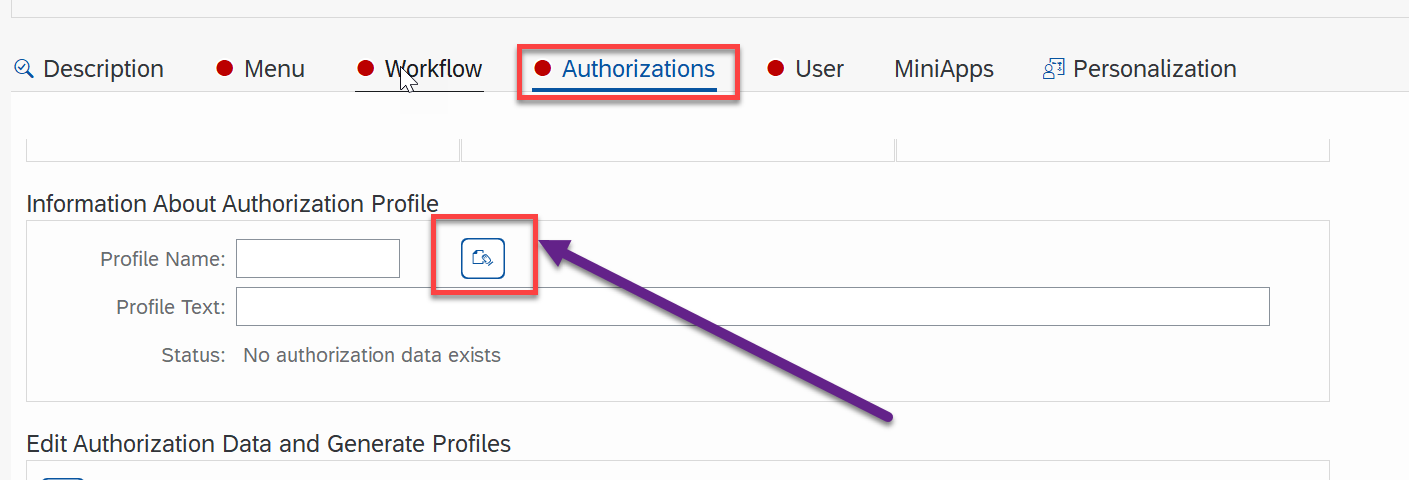 Description Menu Workflow Authorizations User MiniApps Personalization
Information About Authorization Profile
Profile Name:
Profile Text:
Status: No authorization data exists
Edit Authorization Data and Generate Profiles